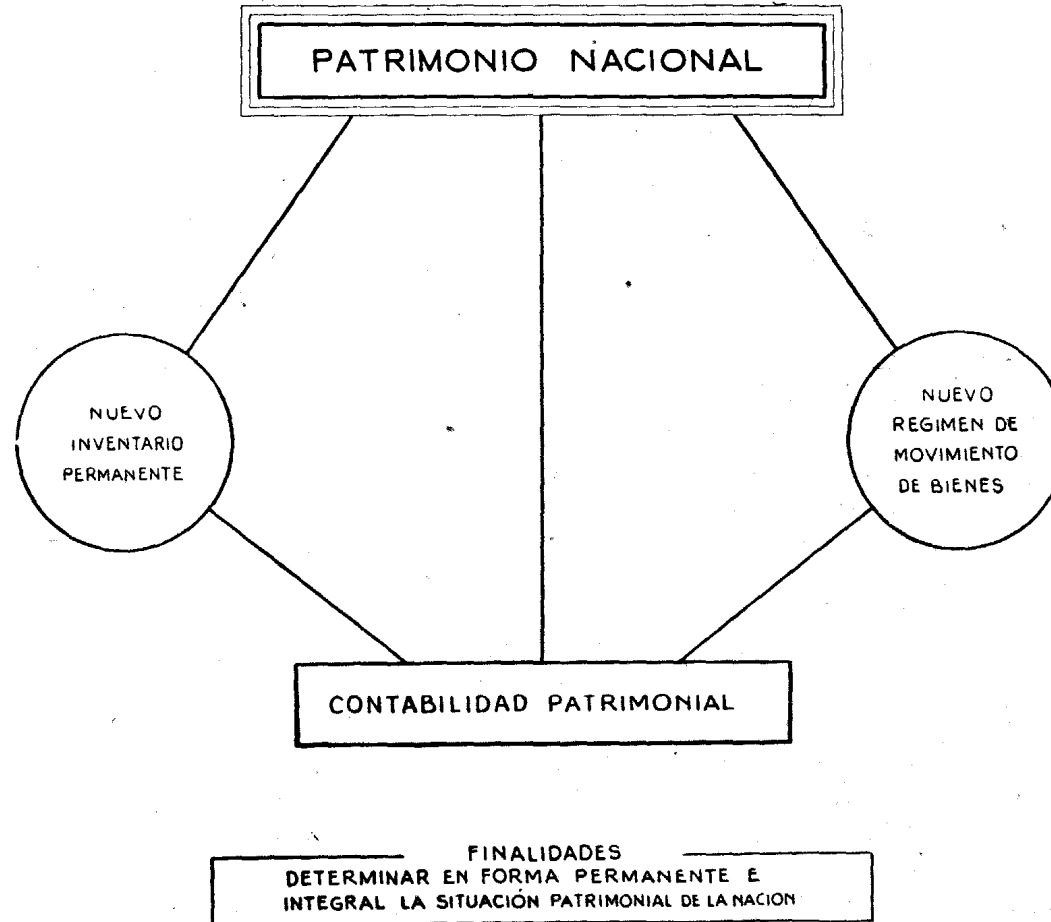 PATRIMONIO NACIONAL
NUEVO
INVENTARIO
PERMANENTE
NUEVO
REGIMEN DE
MOVIMIENTO
DE BIENES
CONTABILIDAD PATRIMONIAL
FINALIDADES
DETERMINAR EN FORMA PERMANENTE E
INTEGRAL LA SITUACIÓN PATRIMONIAL DE LA NACION